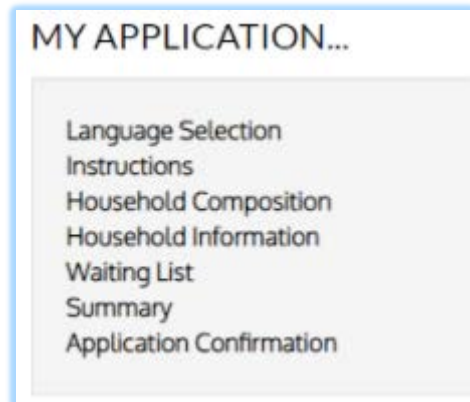 MY APPLICATION...
Language Selection
Instructions
Household Composition
Household Information
Waiting List
Summary
Application Confirmation